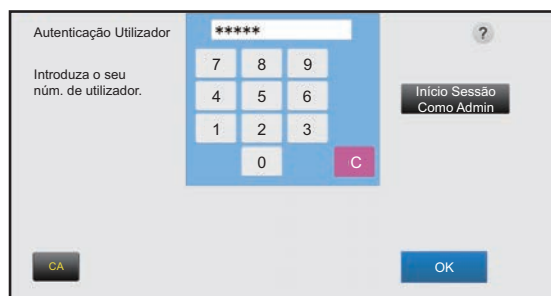 Autenticação Utilizador
*****
?
Introduza o seu
núm. de utilizador.
7 8 9
4 5 6
1 2 3
0 C
Início Sessão
Como Admin
CA
OK